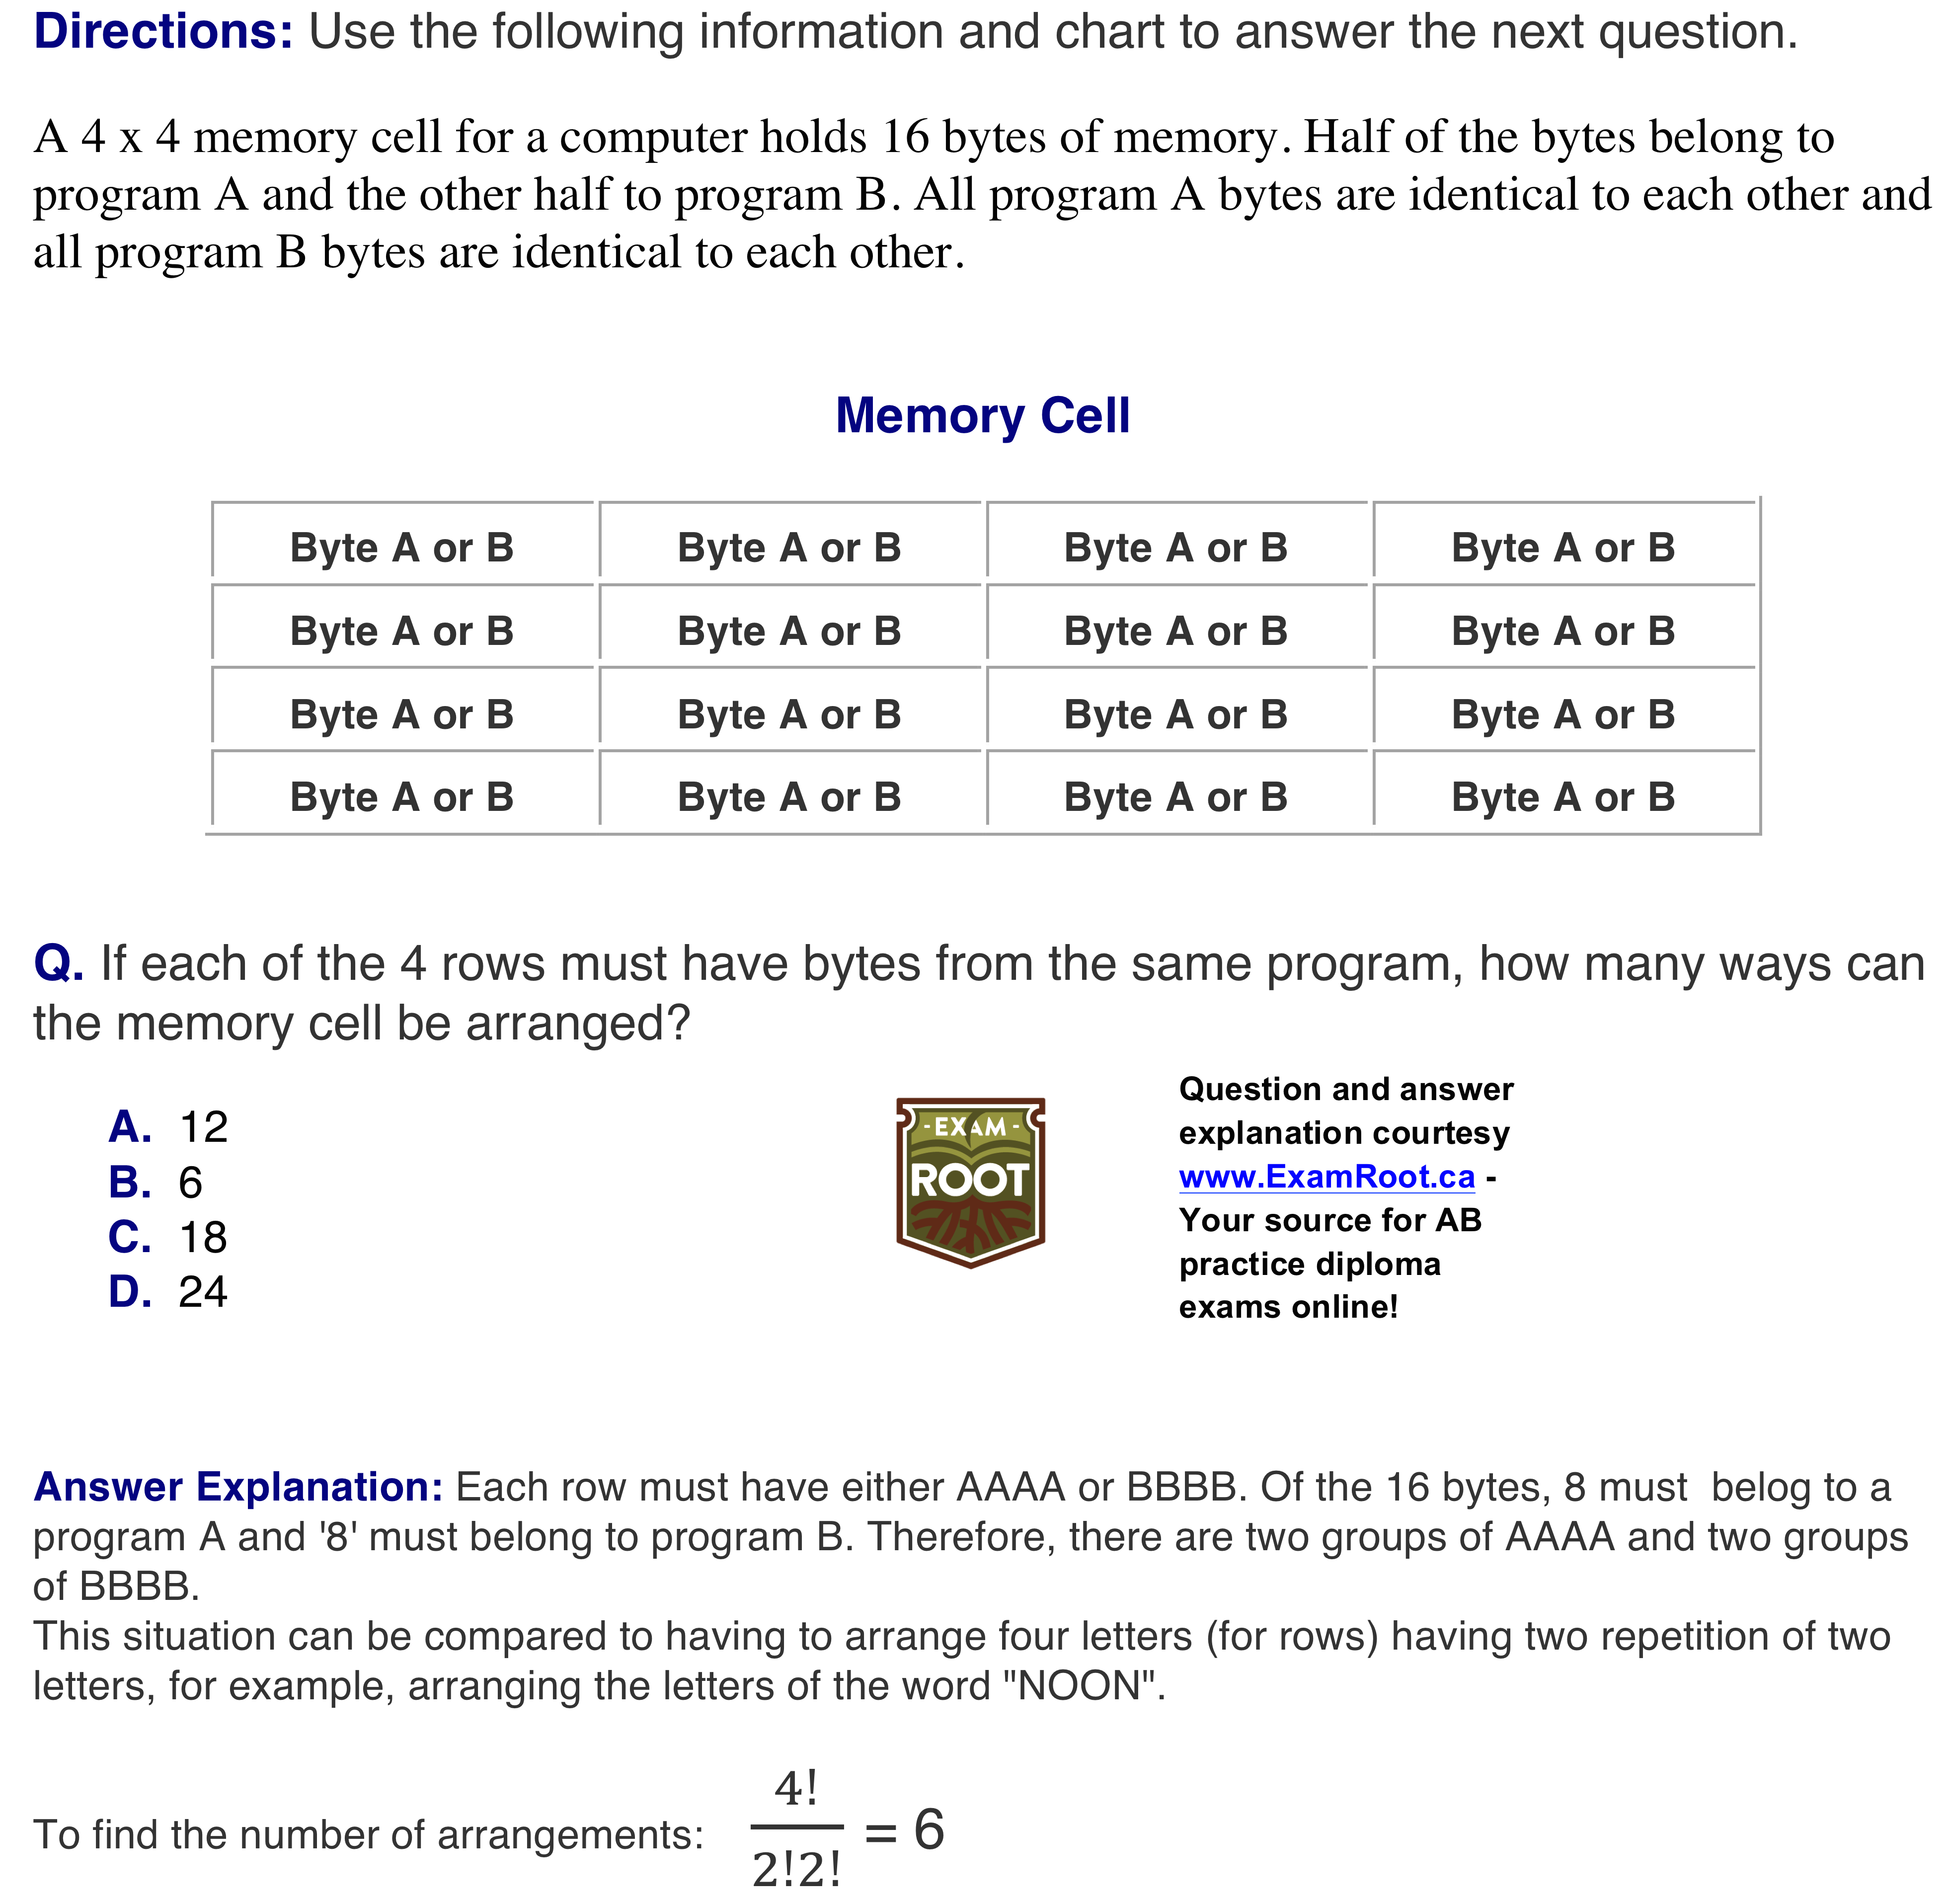 Directions: Use the following information and chart to answer the next question.
A 4 x 4 memory cell for a computer holds 16 bytes of memory. Half of the bytes belong to
program A and the other half to program B. All program A bytes are identical to each other and
all program B bytes are identical to each other.
Memory Cell
Byte A or B Byte A or B Byte A or B Byte A or B
Byte A or B Byte A or B Byte A or B Byte A or B
Byte A or B Byte A or B Byte A or B Byte A or B
Byte A or B Byte A or B Byte A or B Byte A or B
Q. If each of the 4 rows must have bytes from the same program, how many ways can
the memory cell be arranged?
A. 12
B. 6
C. 18
D. 24
- EXAM -
ROOT
Question and answer
explanation courtesy
www.ExamRoot.ca -
Your source for AB
practice diploma
exams online!
Answer Explanation: Each row must have either AAAA or BBBB. Of the 16 bytes, 8 must  belog to a
program A and '8' must belong to program B. Therefore, there are two groups of AAAA and two groups
of BBBB.
This situation can be compared to having to arrange four letters (for rows) having two repetition of two
letters, for example, arranging the letters of the word "NOON".
4!
To find the number of arrangements: = 6
2!2!